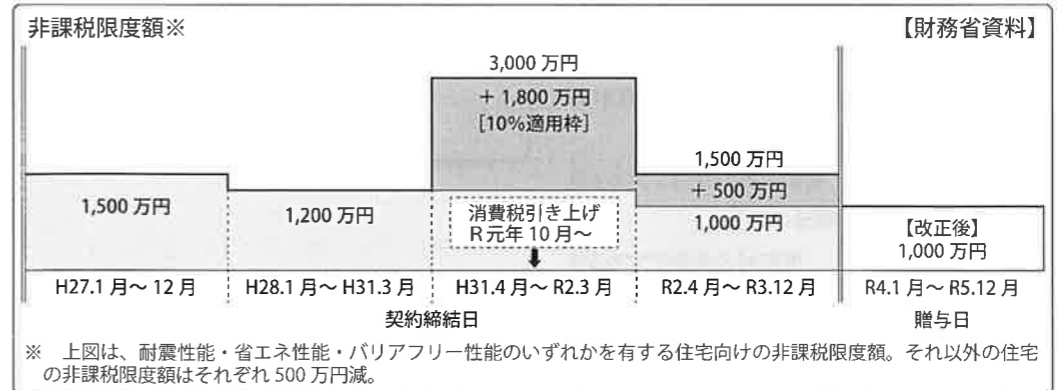 非課税限度額※
【財務省資料】
3,000 万円
+ 1,800 万円
[10%適用枠]
1,500 万円
+ 500 万円
1,500 万円
1,200 万円
消費税引き上げ
R 元年 10 月～
1,000 万円
【改正後】
1,000 万円
H27.1 月～ 12 月
H28.1 月～ H31.3 月
H31.4 月～ R2.3 月
R2.4 月～ R3.12 月
R4.1 月～ R5.12 月
契約締結日
贈与日
※　上図は、耐震性能・省エネ性能・バリアフリー性能のいずれかを有する住宅向けの非課税限度額。それ以外の住宅
の非課税限度額はそれぞれ 500 万円減。